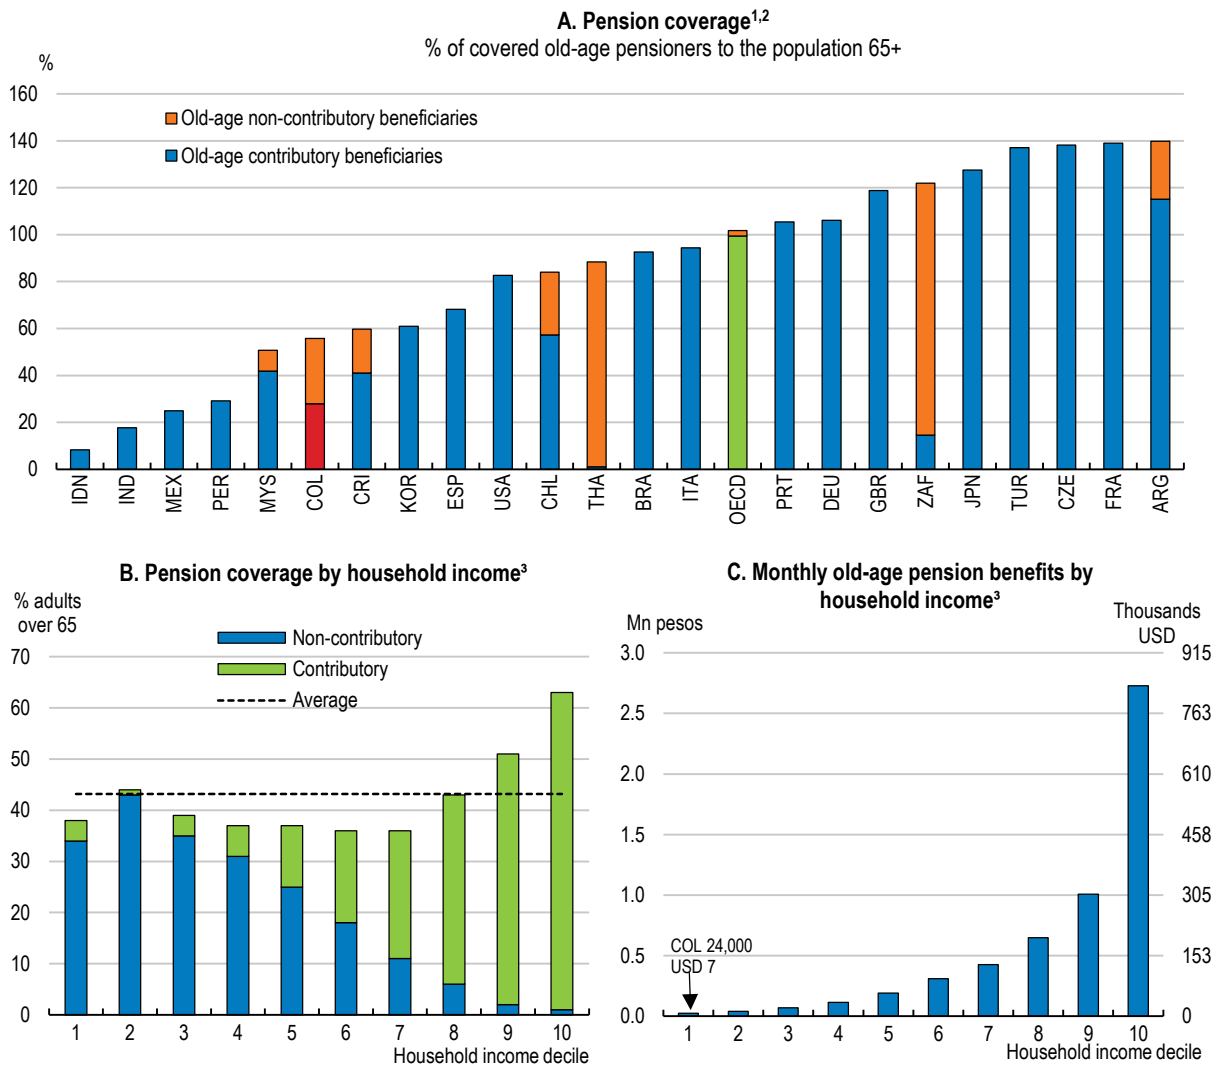 A. Pension coverage¹,²
% of covered old-age pensioners to the population 65+
%
160
140
120
100
80
60
40
20
0
Old-age non-contributory beneficiaries
Old-age contributory beneficiaries
IDN
IND
MEX
PER
MYS
COL
CRI
KOR
ESP
USA
CHL
THA
BRA
ITA
OECD
PRT
DEU
GBR
ZAF
JPN
TUR
CZE
FRA
ARG
B. Pension coverage by household income³
% adults
over 65
Non-contributory
Contributory
Average
70
60
50
40
30
20
10
0
1 2 3 4 5 6 7 8 9 10
Household income decile
C. Monthly old-age pension benefits by
household income³
Mn pesos
Thousands
USD
3.0
2.5
2.0
1.5
1.0
0.5
0.0
915
763
610
458
305
153
0
COL 24,000
USD 7
1 2 3 4 5 6 7 8 9 10
Household income decile